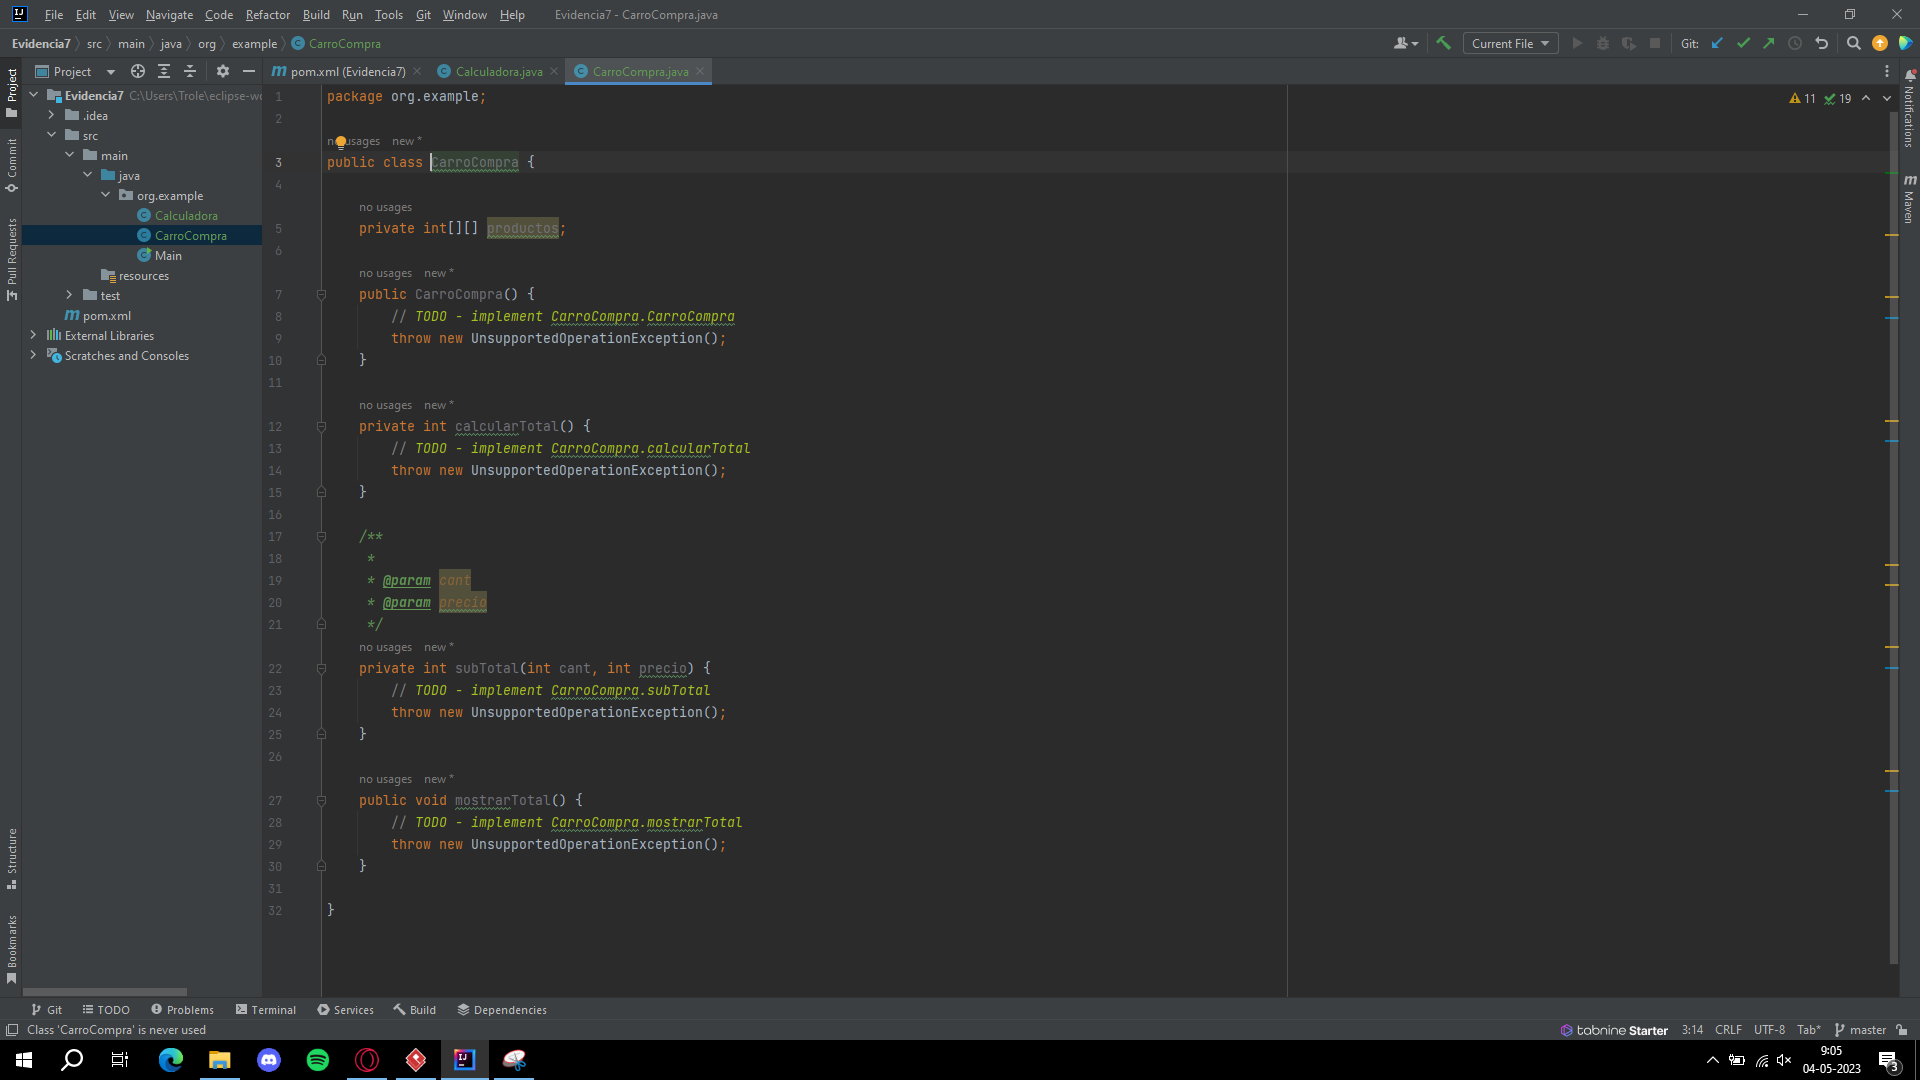 File Edit View Navigate Code Refactor Build Run Tools Git Window Help Evidencia7 - CarroCompra.java
Evidencia7 src main java org example CarroCompra Current File Git:
Project pom.xml (Evidencia7) Calculadora.java CarroCompra.java
Evidencia7 C:\Users\Trole\eclipse-wo
.idea
src
main
java
org.example
Calculadora
CarroCompra
Main
resources
test
pom.xml
External Libraries
Scratches and Consoles
Project
Commit
Pull Requests
Structure
Bookmarks
11 19
1 package org.example;
2
no usages new *
3 public class CarroCompra {
4
no usages
5 private int[][] productos;
6
no usages new *
7 public CarroCompra() {
8 // TODO - implement CarroCompra.CarroCompra
9 throw new UnsupportedOperationException();
10 }
11
no usages new *
12 private int calcularTotal() {
13 // TODO - implement CarroCompra.calcularTotal
14 throw new UnsupportedOperationException();
15 }
16
17 /**
18 *
19 * @param cant
20 * @param precio
21 */
no usages new *
22 private int subTotal(int cant, int precio) {
23 // TODO - implement CarroCompra.subTotal
24 throw new UnsupportedOperationException();
25 }
26
no usages new *
27 public void mostrarTotal() {
28 // TODO - implement CarroCompra.mostrarTotal
29 throw new UnsupportedOperationException();
30 }
31
32 }
Notifications
Maven
Git TODO Problems Terminal Services Build Dependencies
Class 'CarroCompra' is never used tabnine Starter 3:14 CRLF UTF-8 Tab* master
9:05
04-05-2023
3